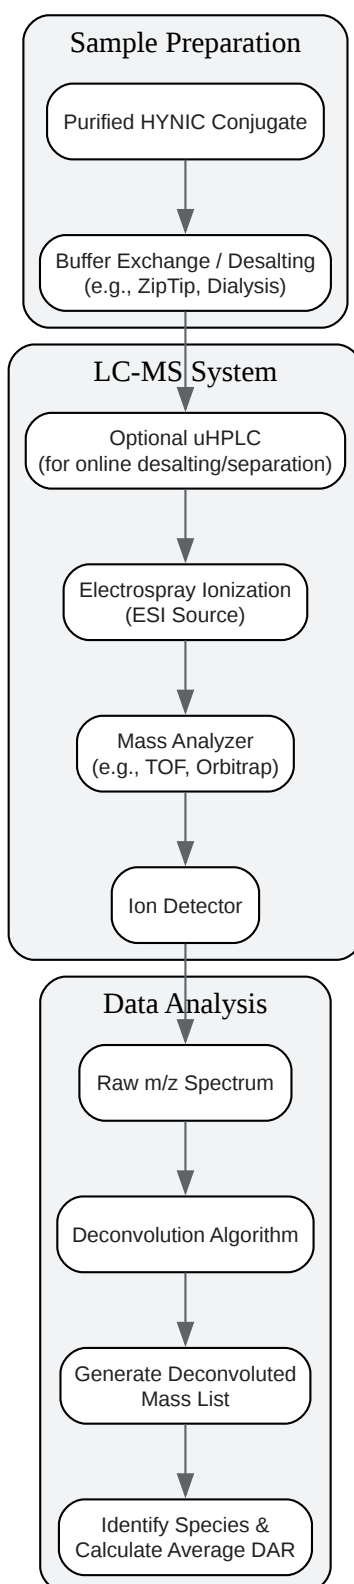 Sample Preparation
Purified HYNIC Conjugate
Buffer Exchange / Desalting
(e.g., ZipTip, Dialysis)
LC-MS System
Optional uHPLC
(for online desalting/separation)
Electrospray Ionization
(ESI Source)
Mass Analyzer
(e.g., TOF, Orbitrap)
Ion Detector
Data Analysis
Raw m/z Spectrum
Deconvolution Algorithm
Generate Deconvoluted
Mass List
Identify Species &
Calculate Average DAR